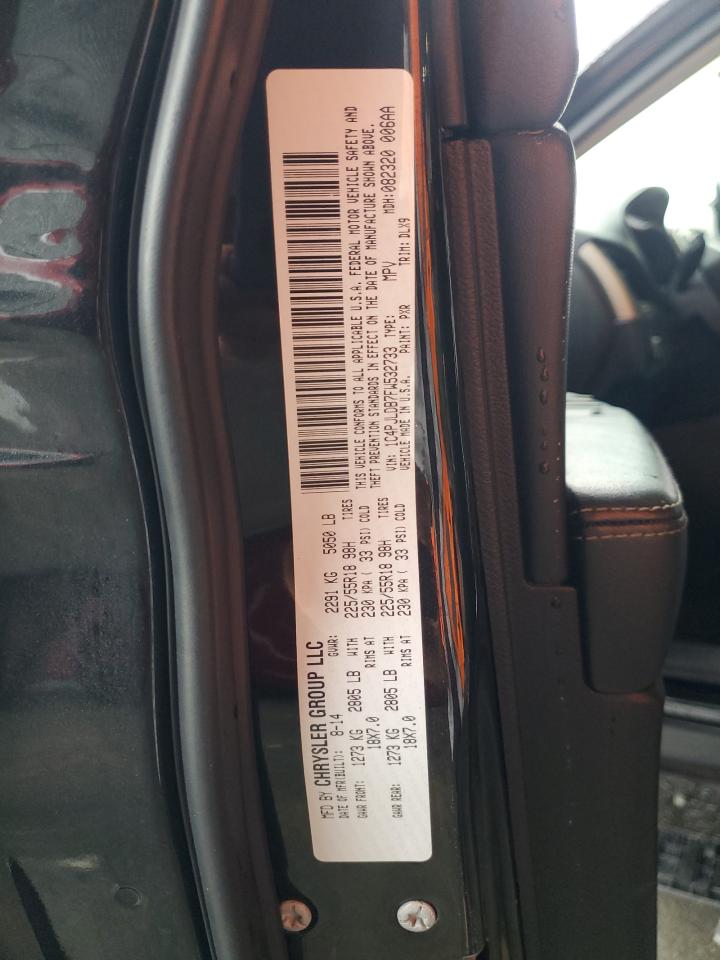 MFD BY CHRYSLER GROUP LLC
DATE OF MFR(BUILT): 8-14 GVWR: 2291 KG 5050 LB
GAWR FRONT: 1273 KG 2805 LB WITH 225/55R18 98H TIRES
18X7.0 RIMS AT 230 KPA ( 33 PSI) COLD
GAWR REAR: 1273 KG 2805 LB WITH 225/55R18 98H TIRES
18X7.0 RIMS AT 230 KPA ( 33 PSI) COLD
THIS VEHICLE CONFORMS TO ALL APPLICABLE U.S.A. FEDERAL MOTOR VEHICLE SAFETY AND
THEFT PREVENTION STANDARDS IN EFFECT ON THE DATE OF MANUFACTURE SHOWN ABOVE.
VIN: 1C4PJLDB7FW532733 TYPE: MPV MDH:082320 006AA
VEHICLE MADE IN U.S.A. PAINT: PXR TRIM: DLX9